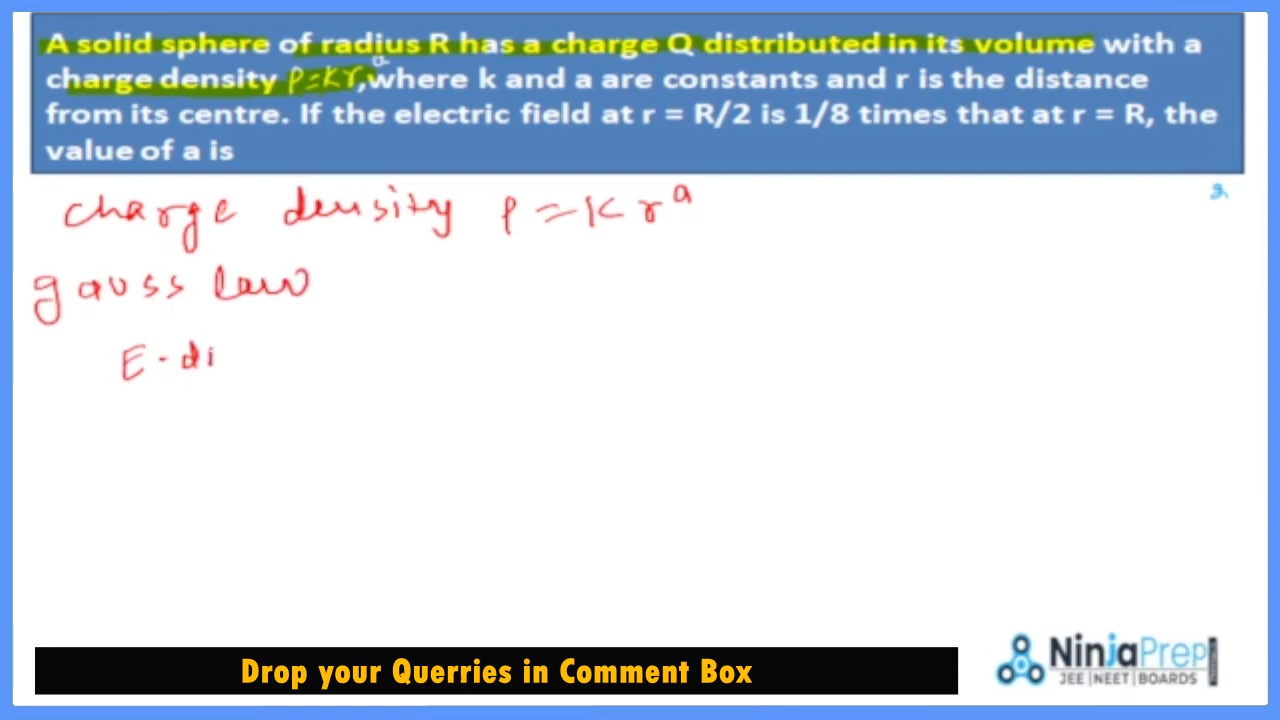 A solid sphere of radius R has a charge Q distributed in its volume with a
charge density ρ=Kr^a, where k and a are constants and r is the distance
from its centre. If the electric field at r = R/2 is 1/8 times that at r = R, the
value of a is
charge density ρ = K r^a
gauss law
E. di
Drop your Querries in Comment Box
NinjaPrep
JEE | NEET | BOARDS